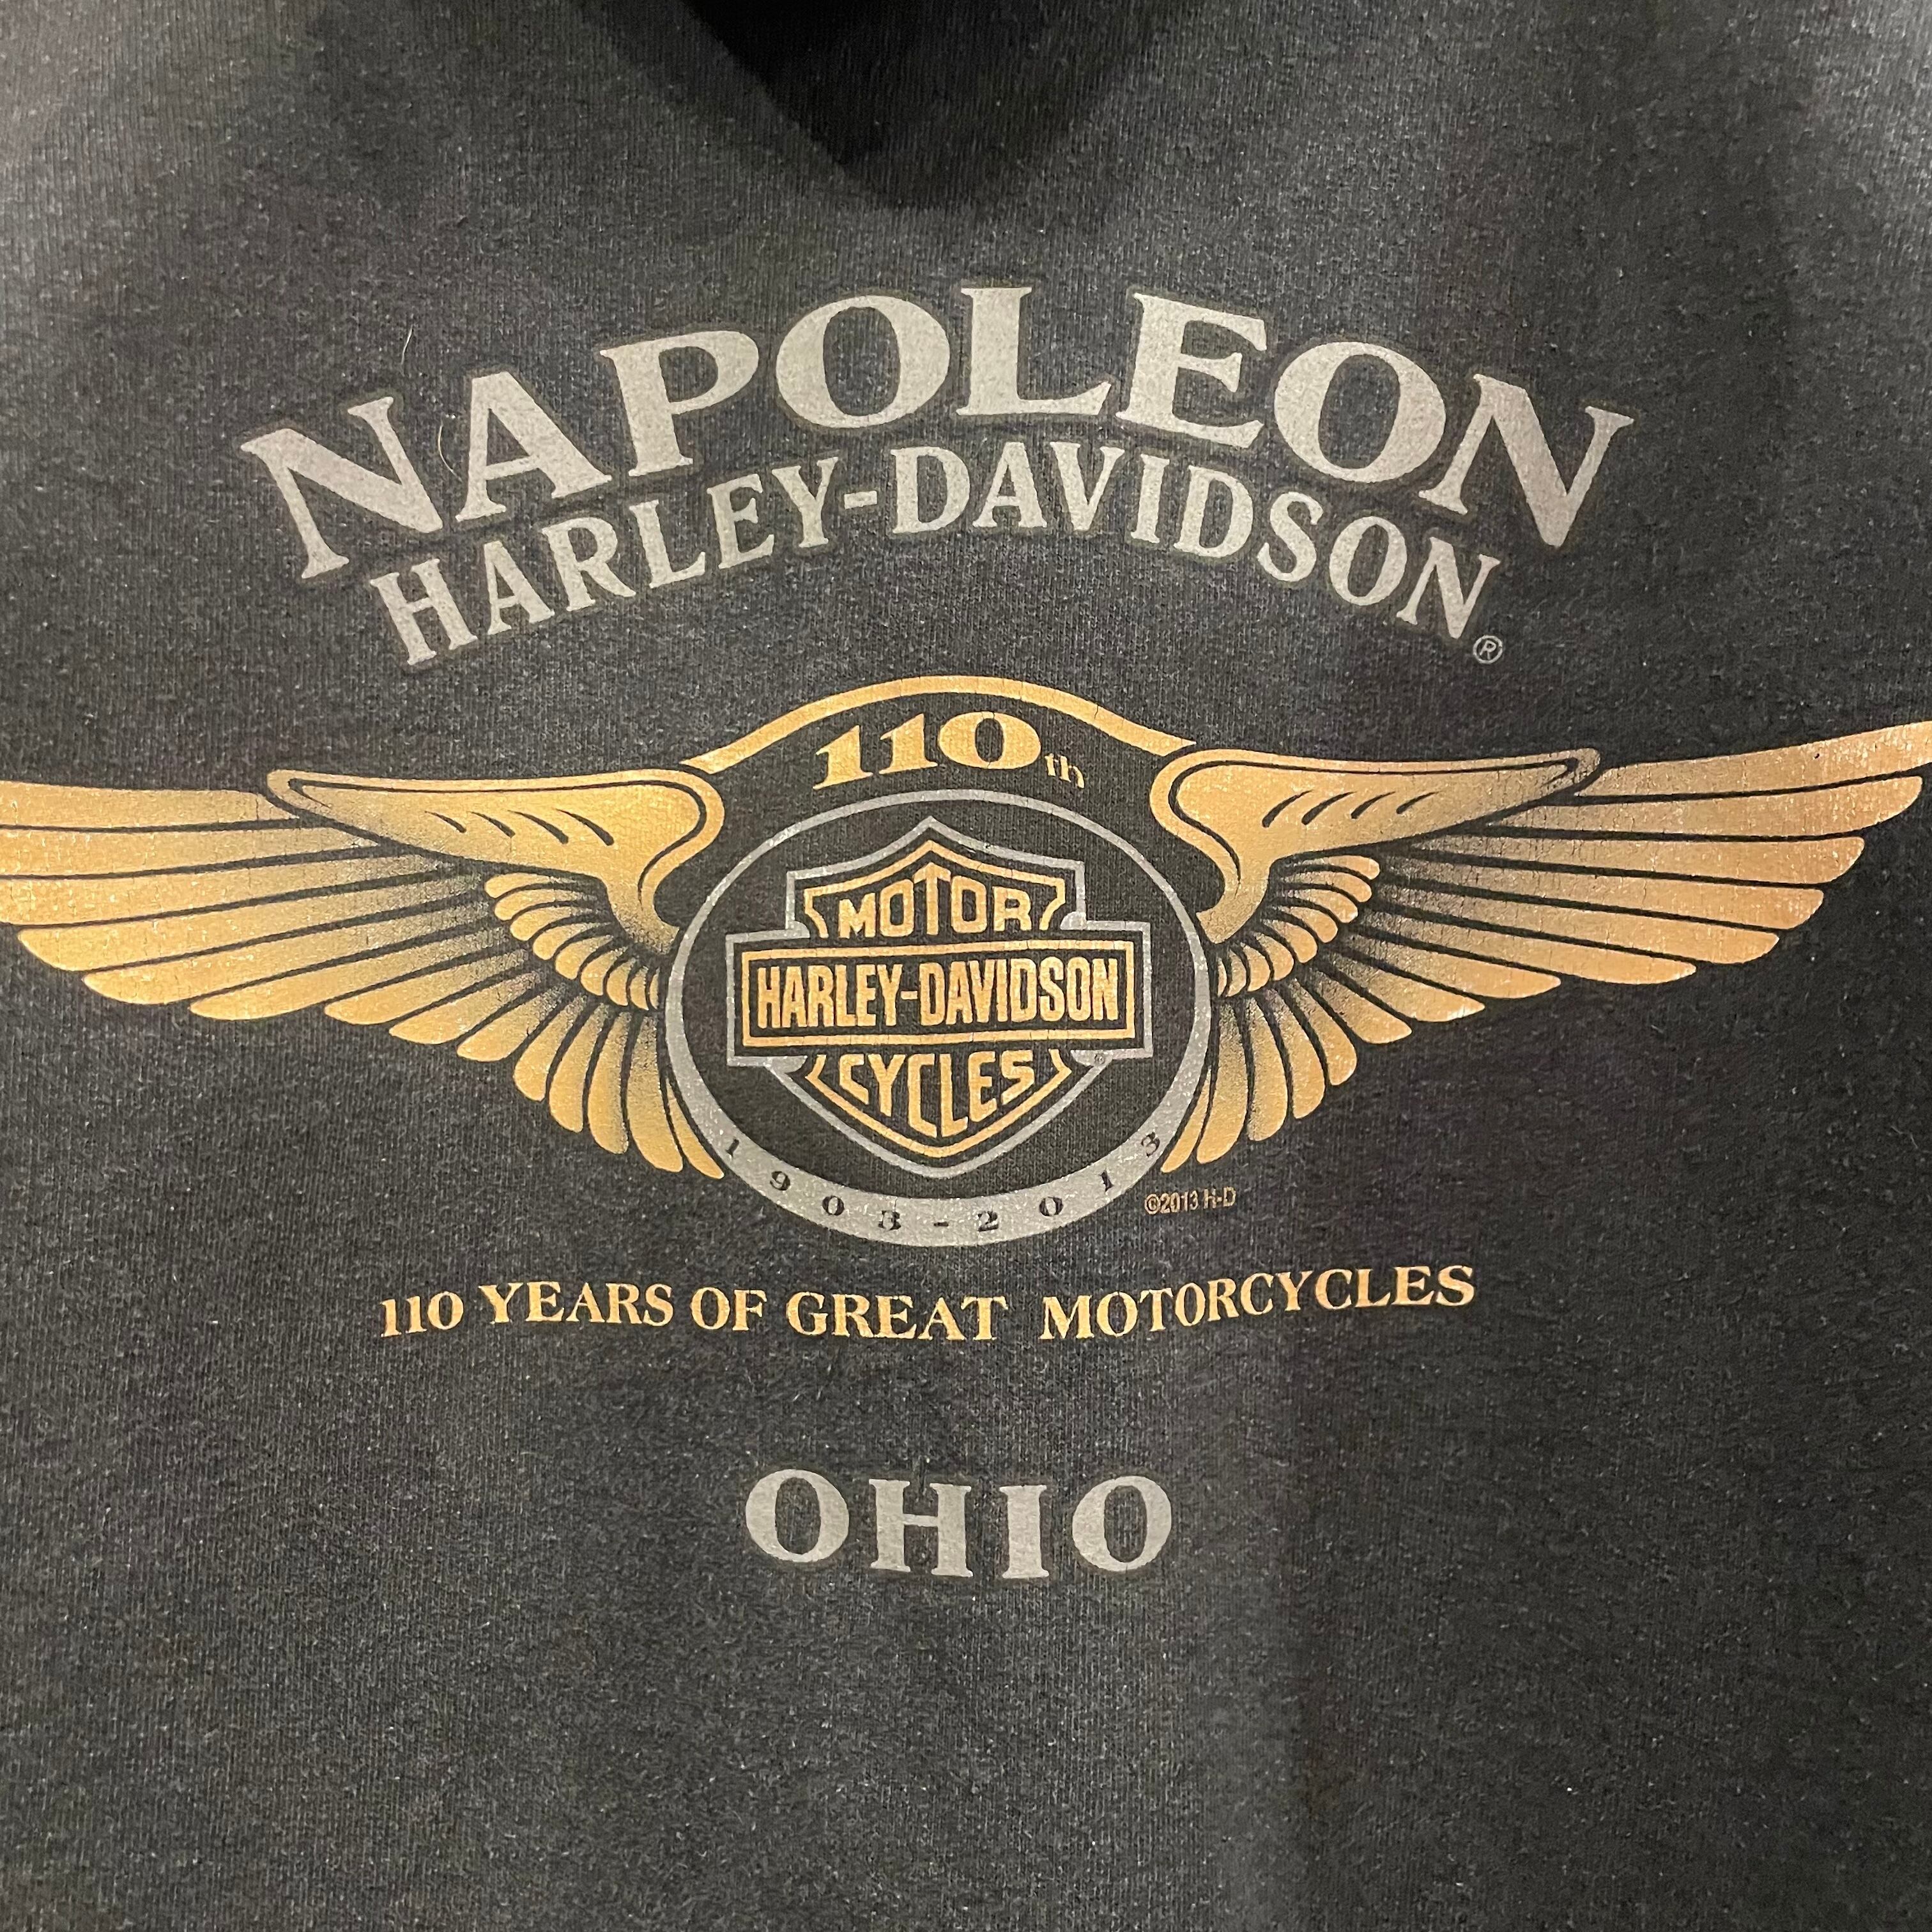 NAPOLEON
HARLEY-DAVIDSON®
110th
MOTOR
HARLEY-DAVIDSON
CYCLES
®
1903-2013
©2013 H-D
110 YEARS OF GREAT MOTORCYCLES
OHIO